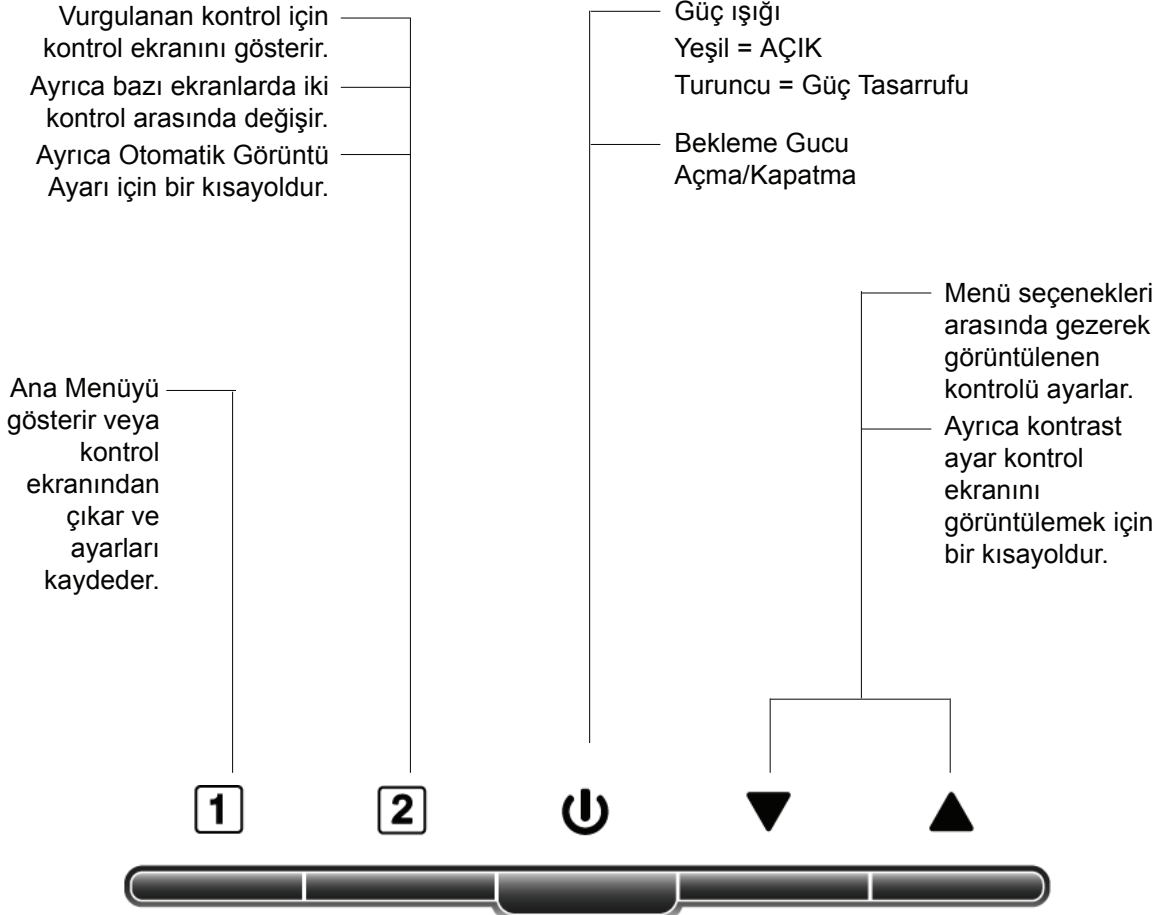 Vurgulanan kontrol için
kontrol ekranını gösterir.
Ayrıca bazı ekranlarda iki
kontrol arasında değişir.
Ayrıca Otomatik Görüntü
Ayarı için bir kısayoldur.
Güç ışığı
Yeşil = AÇIK
Turuncu = Güç Tasarrufu
Bekleme Gucu
Açma/Kapatma
Menü seçenekleri
arasında gezerek
görüntülenen
kontrolü ayarlar.
Ayrıca kontrast
ayar kontrol
ekranını
görüntülemek için
bir kısayoldur.
Ana Menüyü
gösterir veya
kontrol
ekranından
çıkar ve
ayarları
kaydeder.
1 2